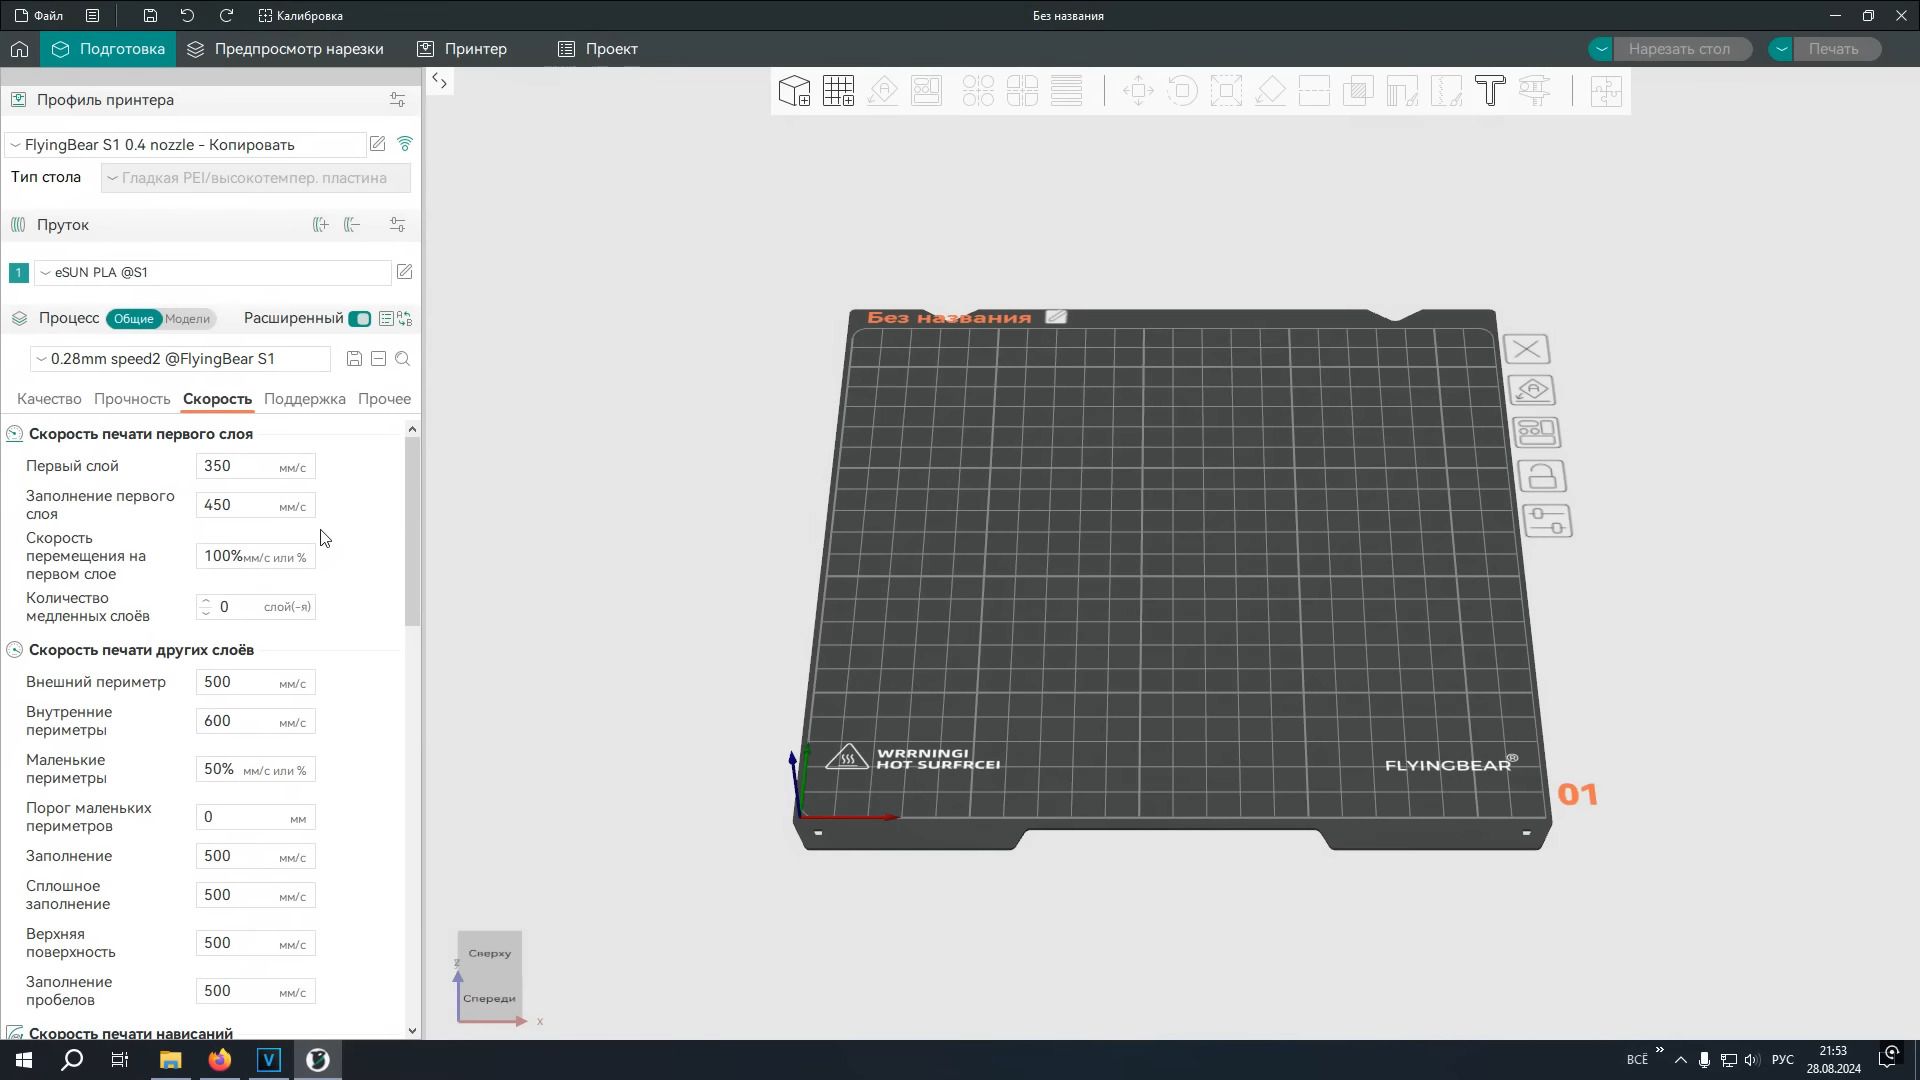 Файл
Калибровка
Без названия
Подготовка
Предпросмотр нарезки
Принтер
Проект
Нарезать стол
Печать
Профиль принтера
FlyingBear S1 0.4 nozzle - Копировать
Тип стола
Гладкая PEI/высокотемпер. пластина
Пруток
1
eSUN PLA @S1
Процесс
Общие
Модели
Расширенный
0.28mm speed2 @FlyingBear S1
Качество
Прочность
Скорость
Поддержка
Прочее
Скорость печати первого слоя
Первый слой
350 мм/с
Заполнение первого
слоя
450 мм/с
Скорость
перемещения на
первом слое
100% мм/с или %
Количество
медленных слоёв
0 слой(-я)
Скорость печати других слоёв
Внешний периметр
500 мм/с
Внутренние
периметры
600 мм/с
Маленькие
периметры
50% мм/с или %
Порог маленьких
периметров
0 мм
Заполнение
500 мм/с
Сплошное
заполнение
500 мм/с
Верхняя
поверхность
500 мм/с
Заполнение
пробелов
500 мм/с
Скорость печати нависаний
Без названия
WRRNING!
HOT SURFRCE!
FLYINGBEAR®
01
Сверху
Спереди
z
x
ВСЁ
РУС
21:53
28.08.2024